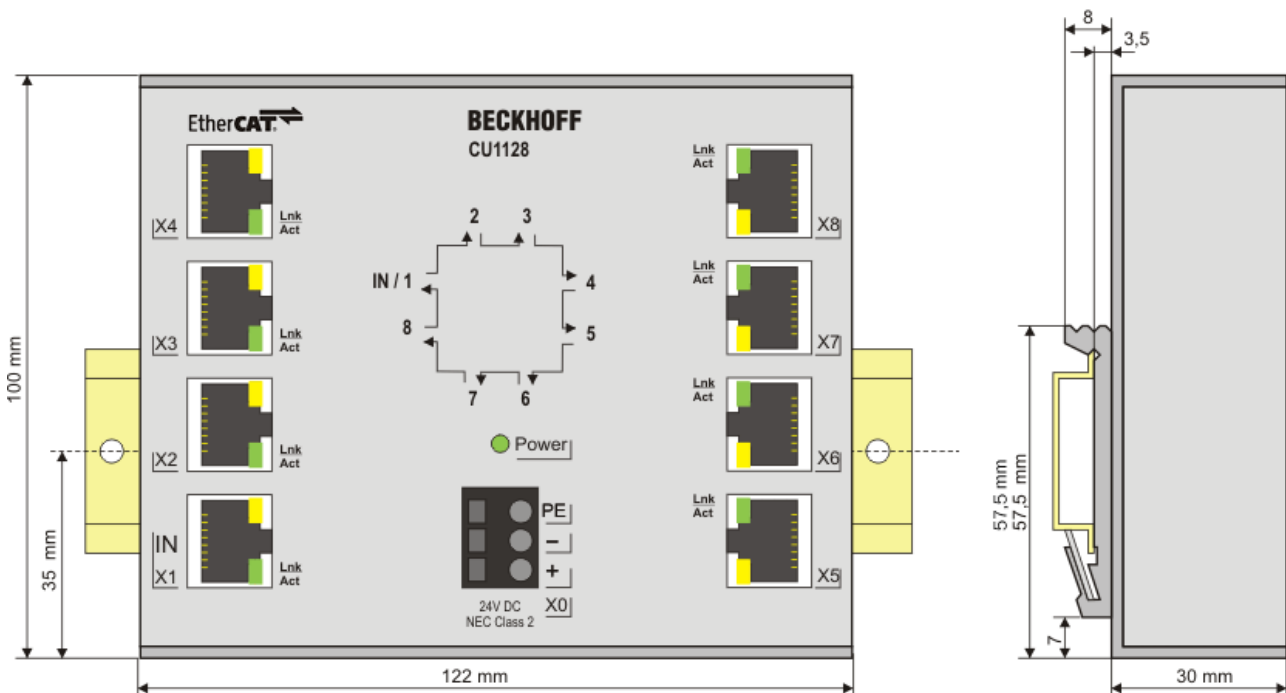 8
3,5
EtherCAT®
BECKHOFF
CU1128
Lnk
Act
X4
Lnk
Act
X8
2
3
IN / 1
4
8
5
7
6
Lnk
Act
X3
Lnk
Act
X7
100 mm
Lnk
Act
X2
Lnk
Act
X6
Power
57,5 mm
57,5 mm
35 mm
IN
X1
Lnk
Act
PE
−
+
X0
24V DC
NEC Class 2
Lnk
Act
X5
7
122 mm
30 mm